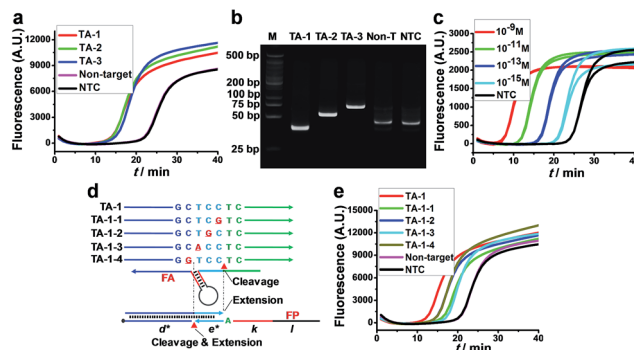 a
Fluorescence (A.U.)
12000
9000
6000
3000
0
TA-1
TA-2
TA-3
Non-target
NTC
0 10 20 30 40
t / min
b
M TA-1 TA-2 TA-3 Non-T NTC
500 bp
200 bp
100 bp
75 bp
50 bp
25 bp
c
Fluorescence (A.U.)
3000
2500
2000
1500
1000
500
0
10⁻⁹M
10⁻¹¹M
10⁻¹³M
10⁻¹⁵M
NTC
0 10 20 30 40
t / min
d
TA-1 G C T C C T C
TA-1-1 G C T C G T C
TA-1-2 G C T G C T C
TA-1-3 G C A C C T C
TA-1-4 G G T C C T C
FA
Cleavage
Extension
A FP
d* e* k l
Cleavage & Extension
e
Fluorescence (A.U.)
15000
12000
9000
6000
3000
0
TA-1
TA-1-1
TA-1-2
TA-1-3
TA-1-4
Non-target
NTC
0 10 20 30 40
t / min